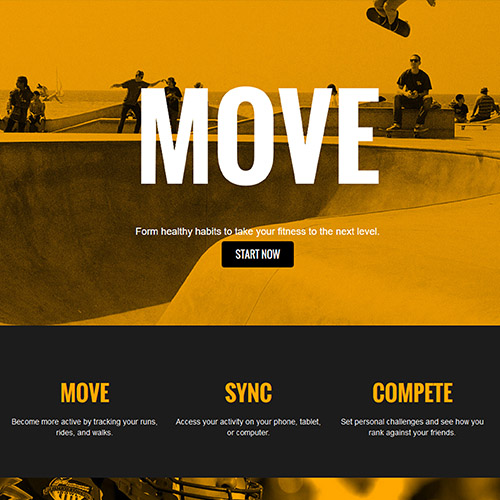 MOVE
Form healthy habits to take your fitness to the next level.
START NOW
MOVE
SYNC
COMPETE
Become more active by tracking your runs,
rides, and walks.
Access your activity on your phone, tablet,
or computer.
Set personal challenges and see how you
rank against your friends.